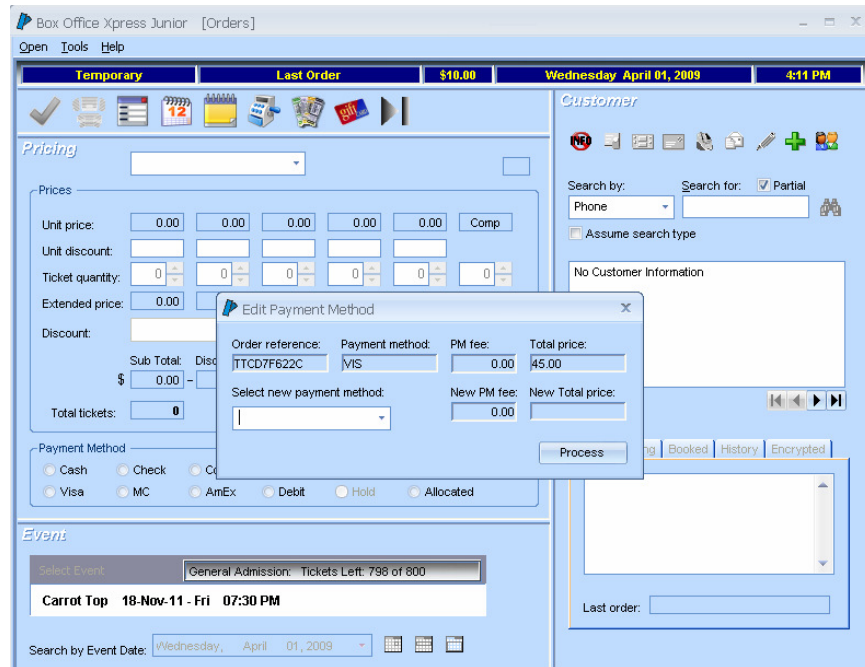 Box Office Xpress Junior [Orders]
Open Tools Help
Temporary Last Order $10.00 Wednesday April 01, 2009 4:11 PM
Customer
12
gift
INFO
Pricing
Search by: Search for: Partial
Phone
Assume search type
Prices
Unit price: 0.00 0.00 0.00 0.00 0.00 Comp
Unit discount:
Ticket quantity: 0 0 0 0 0 0
Extended price: 0.00
Discount:
Sub Total:
$ 0.00 -
Total tickets: 0
No Customer Information
Edit Payment Method
Order reference: Payment method: PM fee: Total price:
TTCD7F622C VIS 0.00 45.00
Select new payment method: New PM fee: New Total price:
0.00
Process
Payment Method
Cash Check
Visa MC AmEx Debit Hold Allocated
Booked History Encrypted
Last order:
Event
Select Event General Admission: Tickets Left: 798 of 800
Carrot Top 18-Nov-11 - Fri 07:30 PM
Search by Event Date: Wednesday, April 01, 2009